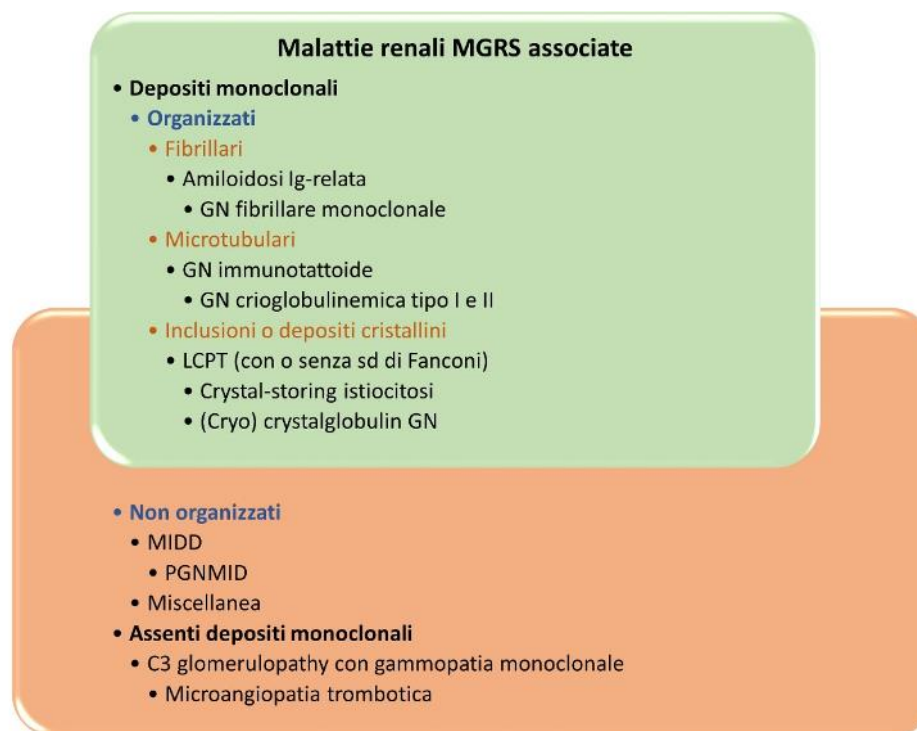 Malattie renali MGRS associate
• Depositi monoclonali
• Organizzati
• Fibrillari
• Amiloidosi Ig-relata
• GN fibrillare monoclonale
• Microtubulari
• GN immunotattoide
• GN crioglobulinemica tipo I e II
• Inclusioni o depositi cristallini
• LCPT (con o senza sd di Fanconi)
• Crystal-storing istiocitosi
• (Cryo) crystalglobulin GN
• Non organizzati
• MIDD
• PGNMID
• Miscellanea
• Assenti depositi monoclonali
• C3 glomerulopathy con gammopatia monoclonale
• Microangiopatia trombotica